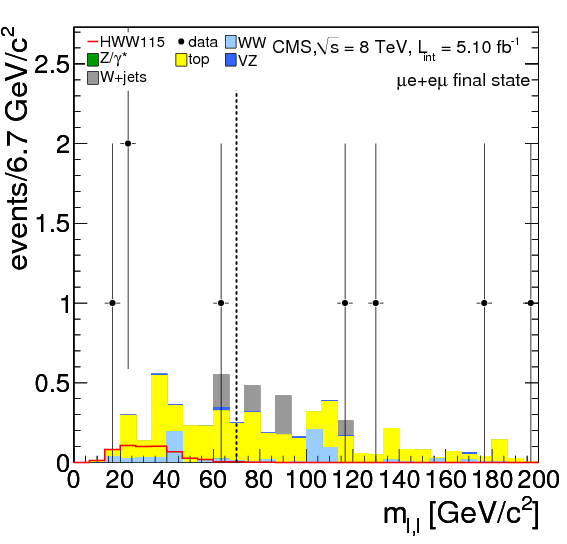 HWW115 data WW CMS,√s = 8 TeV, L_int = 5.10 fb⁻¹
Z/γ* top VZ
W+jets μe+eμ final state
events/6.7 GeV/c²
2.5
2
1.5
1
0.5
0
0 20 40 60 80 100 120 140 160 180 200
m_l,l [GeV/c²]